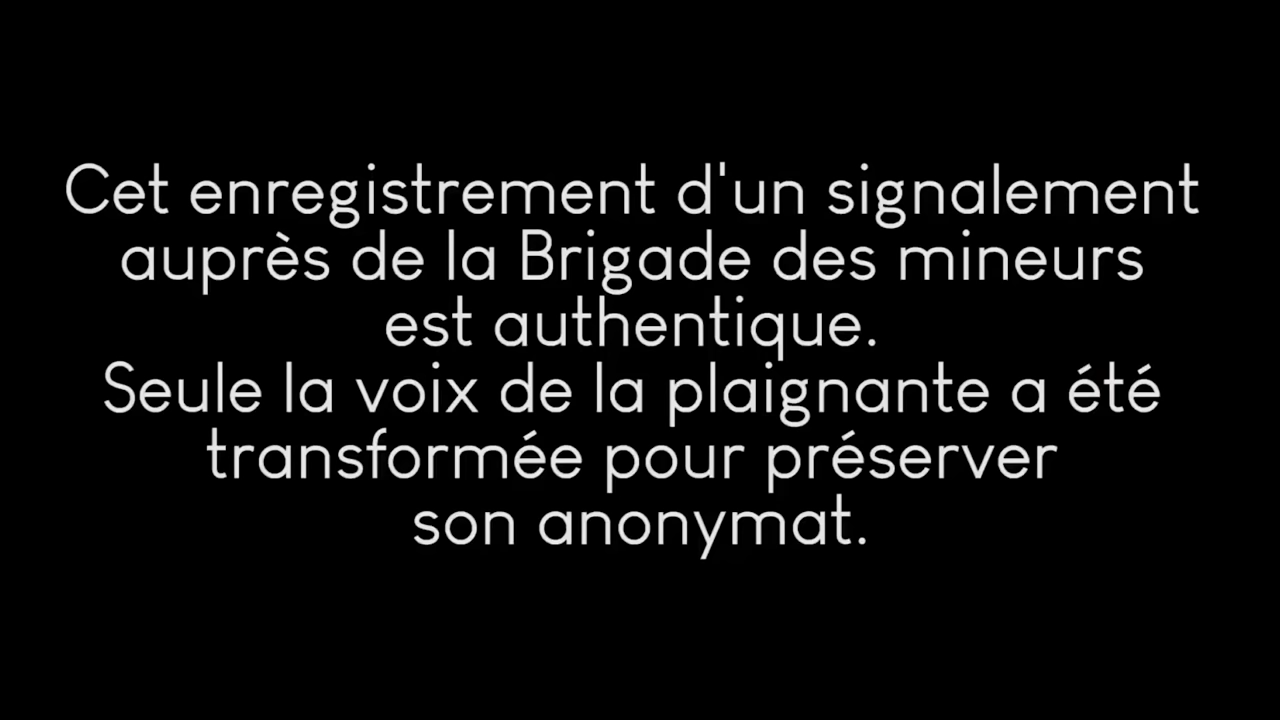 Cet enregistrement d'un signalement
auprès de la Brigade des mineurs
est authentique.
Seule la voix de la plaignante a été
transformée pour préserver
son anonymat.